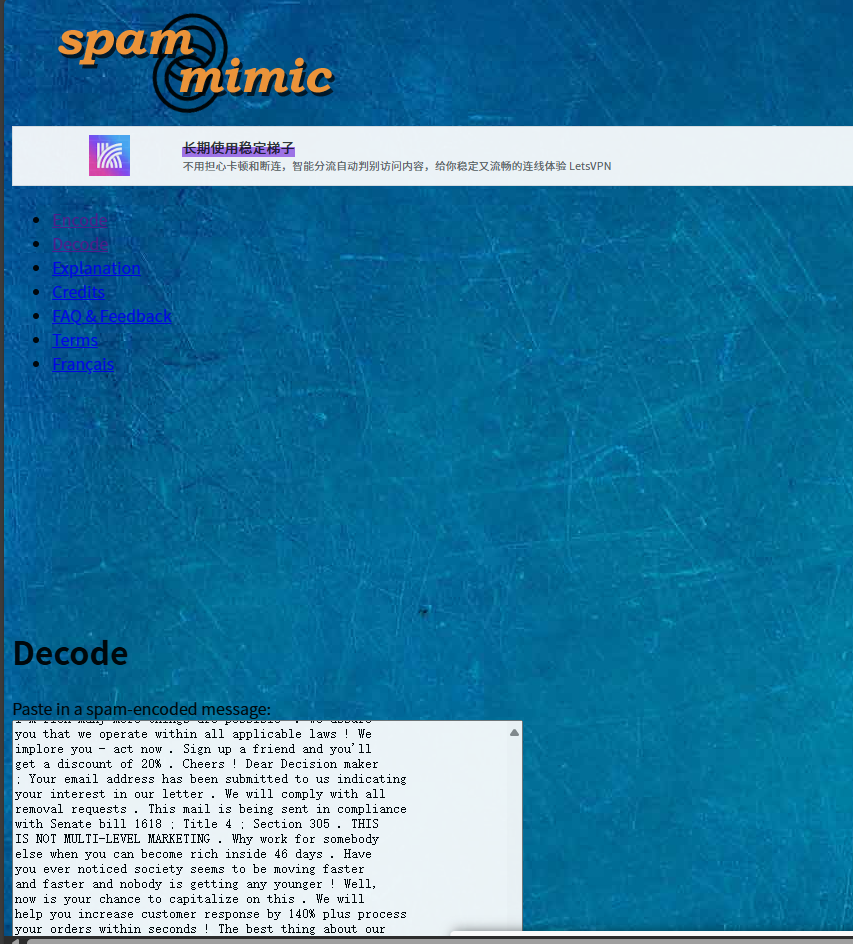 spam
mimic
长期使用稳定梯子
不用担心卡顿和断连，智能分流自动判别访问内容，给你稳定又流畅的连线体验 LetsVPN
Encode
Decode
Explanation
Credits
FAQ & Feedback
Terms
Français
Decode
Paste in a spam-encoded message:
I'm rich many more things are possible" . We assure
you that we operate within all applicable laws ! We
implore you - act now . Sign up a friend and you'll
get a discount of 20% . Cheers ! Dear Decision maker
; Your email address has been submitted to us indicating
your interest in our letter . We will comply with all
removal requests . This mail is being sent in compliance
with Senate bill 1618 ; Title 4 ; Section 305 . THIS
IS NOT MULTI-LEVEL MARKETING . Why work for somebody
else when you can become rich inside 46 days . Have
you ever noticed society seems to be moving faster
and faster and nobody is getting any younger ! Well,
now is your chance to capitalize on this . We will
help you increase customer response by 140% plus process
your orders within seconds ! The best thing about our